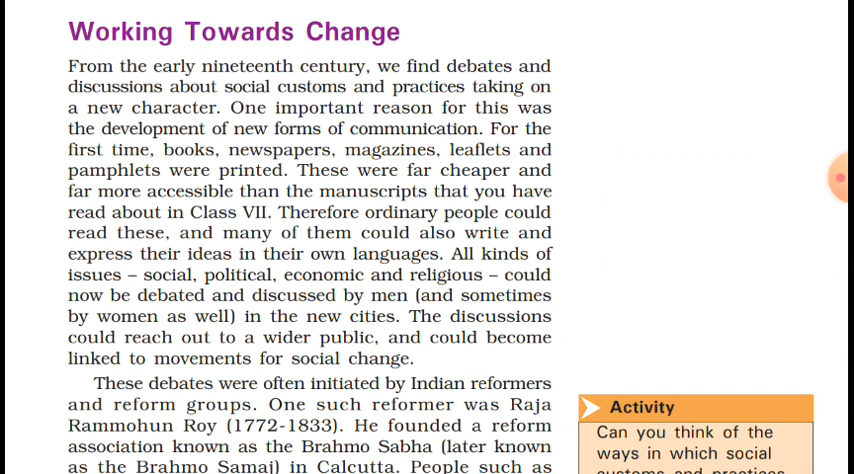 Working Towards Change
From the early nineteenth century, we find debates and
discussions about social customs and practices taking on
a new character. One important reason for this was
the development of new forms of communication. For the
first time, books, newspapers, magazines, leaflets and
pamphlets were printed. These were far cheaper and
far more accessible than the manuscripts that you have
read about in Class VII. Therefore ordinary people could
read these, and many of them could also write and
express their ideas in their own languages. All kinds of
issues – social, political, economic and religious – could
now be debated and discussed by men (and sometimes
by women as well) in the new cities. The discussions
could reach out to a wider public, and could become
linked to movements for social change.
These debates were often initiated by Indian reformers
and reform groups. One such reformer was Raja
Rammohun Roy (1772-1833). He founded a reform
association known as the Brahmo Sabha (later known
as the Brahmo Samaj) in Calcutta. People such as
Activity
Can you think of the
ways in which social
customs and practices